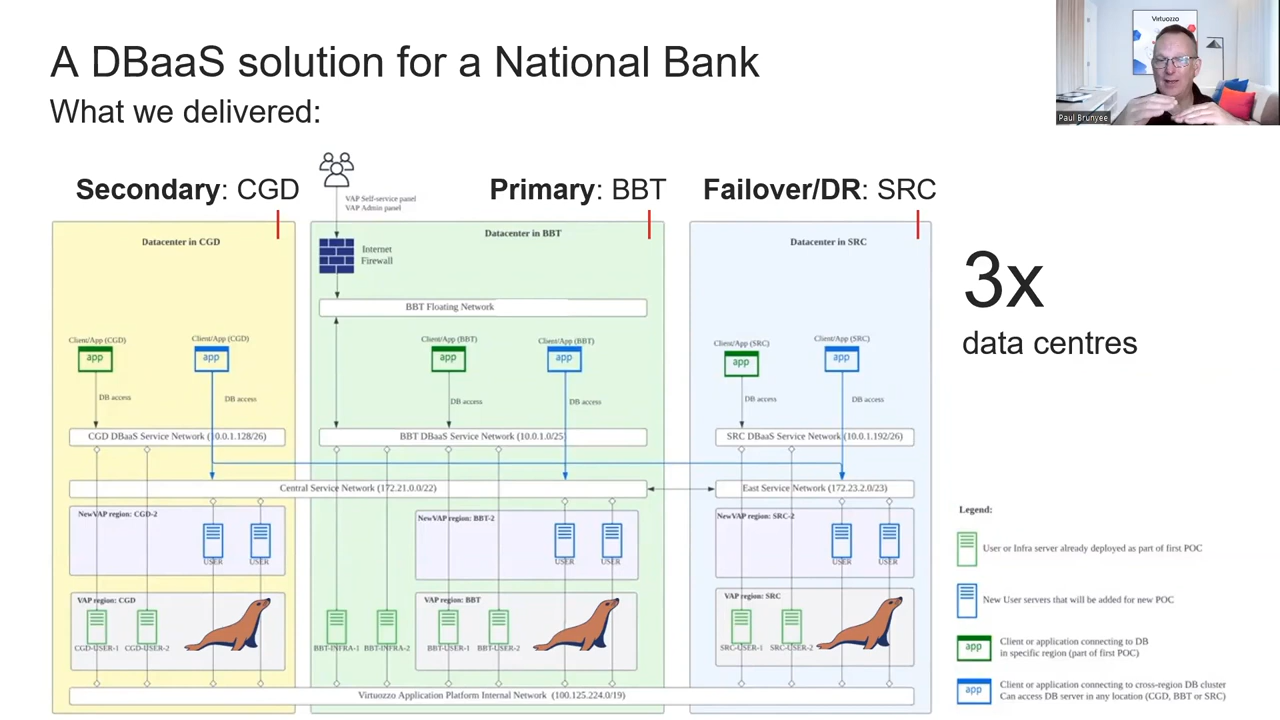 A DBaaS solution for a National Bank
What we delivered:
Virtuozzo
Paul Brunyee
Secondary: CGD
Primary: BBT
Failover/DR: SRC
VAP Self-service panel
VAP Admin panel
Datacenter in CGD
Datacenter in BBT
Datacenter in SRC
Internet
Firewall
BBT Floating Network
3x
data centres
Client/App (CGD)
Client/App (CGD)
Client/App (BBT)
Client/App (BBT)
Client/App (SRC)
Client/App (SRC)
app
app
app
app
app
app
DB access
DB access
DB access
DB access
DB access
DB access
CGD DBaaS Service Network (10.0.1.128/26)
BBT DBaaS Service Network (10.0.1.0/25)
SRC DBaaS Service Network (10.0.1.192/26)
Central Service Network (172.21.0.0/22)
East Service Network (172.23.2.0/23)
NewVAP region: CGD-2
NewVAP region: BBT-2
NewVAP region: SRC-2
USER
USER
USER
USER
USER
USER
VAP region: CGD
VAP region: BBT
VAP region: SRC
CGD-USER-1
CGD-USER-2
BBT-INFRA-1
BBT-INFRA-2
BBT-USER-1
BBT-USER-2
SRC-USER-1
SRC-USER-2
Virtuozzo Application Platform Internal Network (100.125.224.0/19)
Legend:
User or Infra server already deployed as part of first POC
New User servers that will be added for new POC
app
Client or application connecting to DB
in specific region (part of first POC)
app
Client or application connecting to cross-region DB cluster
Can access DB server in any location (CGD, BBT or SRC)